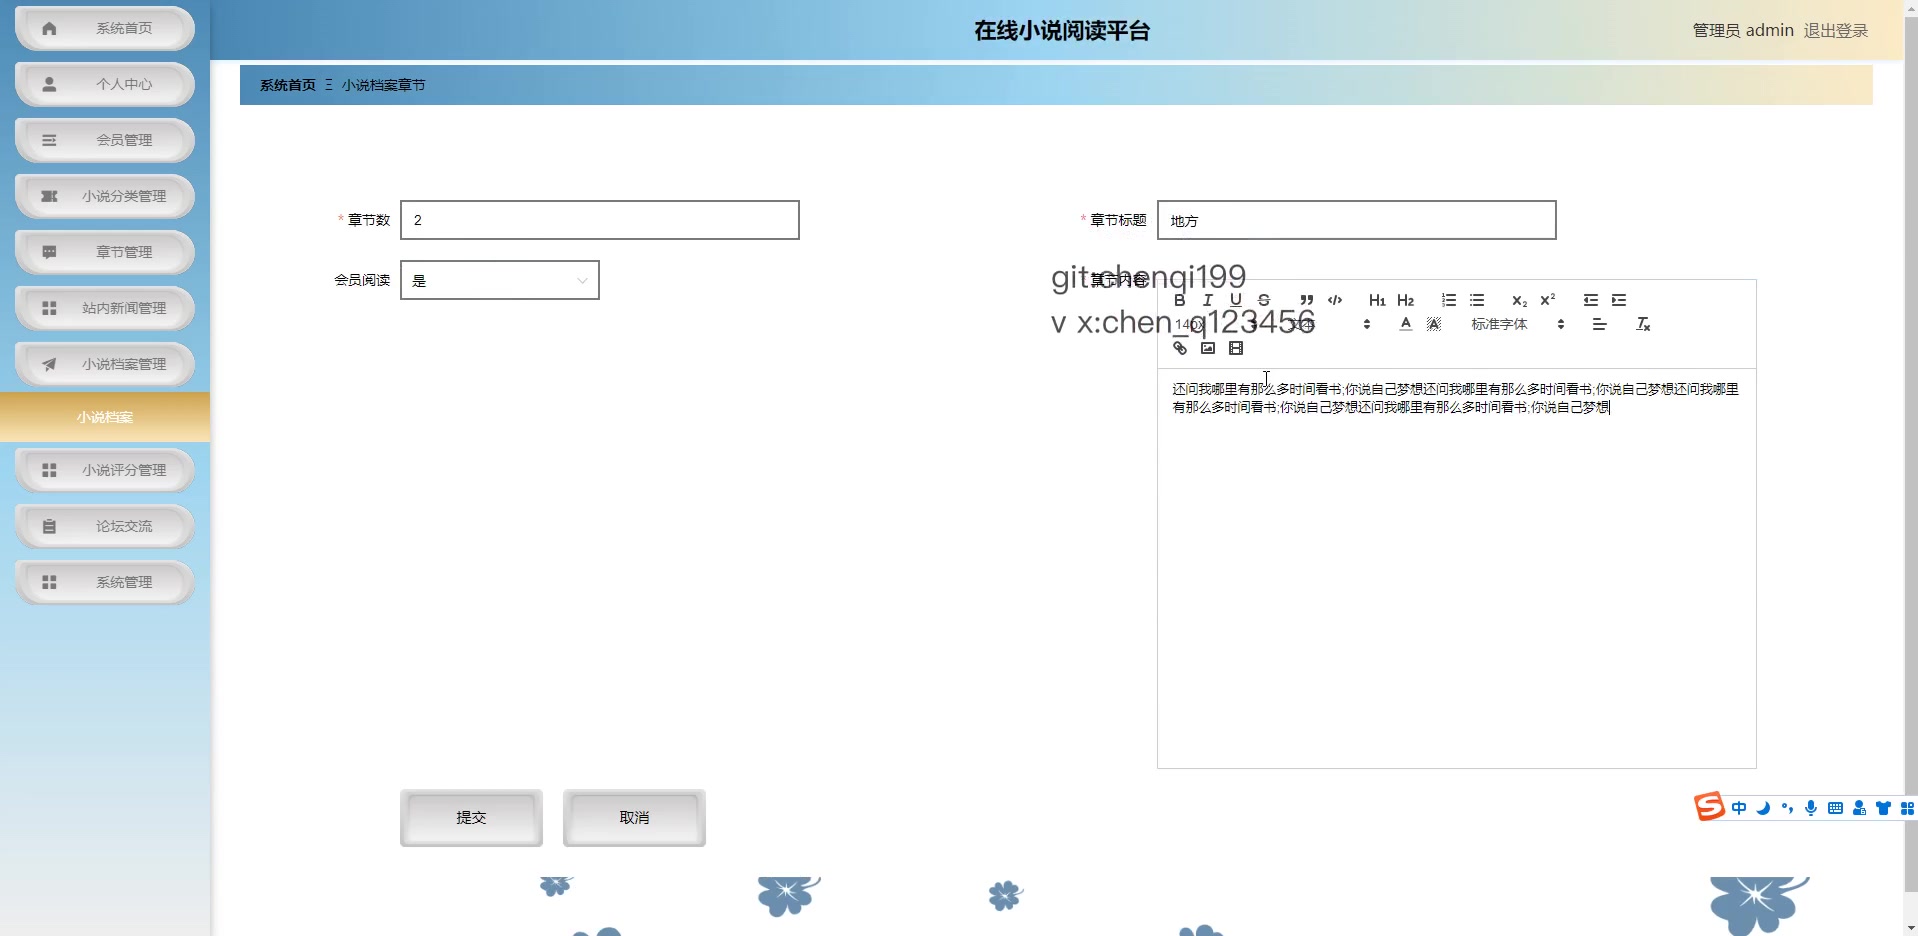 系统首页
个人中心
会员管理
小说分类管理
章节管理
站内新闻管理
小说档案管理
小说档案
小说评分管理
论坛交流
系统管理
在线小说阅读平台
管理员 admin 退出登录
系统首页 Ξ 小说档案章节
* 章节数 2
* 章节标题 地方
会员阅读 是
章节内容
git:chenqi199
v x:chen_q123456
B I U S ” </> H1 H2 x₂ x²
14px 文本 A A 标准字体 Tx
还问我哪里有那么多时间看书;你说自己梦想还问我哪里有那么多时间看书;你说自己梦想还问我哪里
有那么多时间看书;你说自己梦想还问我哪里有那么多时间看书;你说自己梦想
提交 取消
S 中